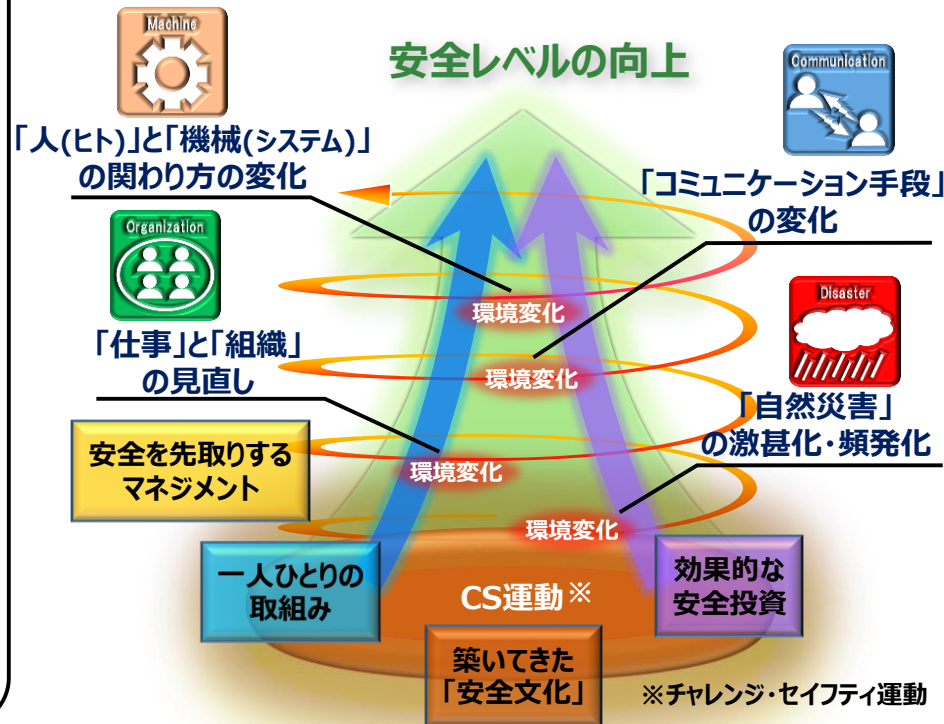 Machine
安全レベルの向上
Communication
「人(ヒト)」と「機械(システム)」
の関わり方の変化
「コミュニケーション手段」
の変化
Organization
環境変化
Disaster
「仕事」と「組織」
の見直し
環境変化
「自然災害」
の激甚化・頻発化
安全を先取りする
マネジメント
環境変化
環境変化
一人ひとりの
取組み
CS運動※
効果的な
安全投資
築いてきた
「安全文化」
※チャレンジ・セイフティ運動